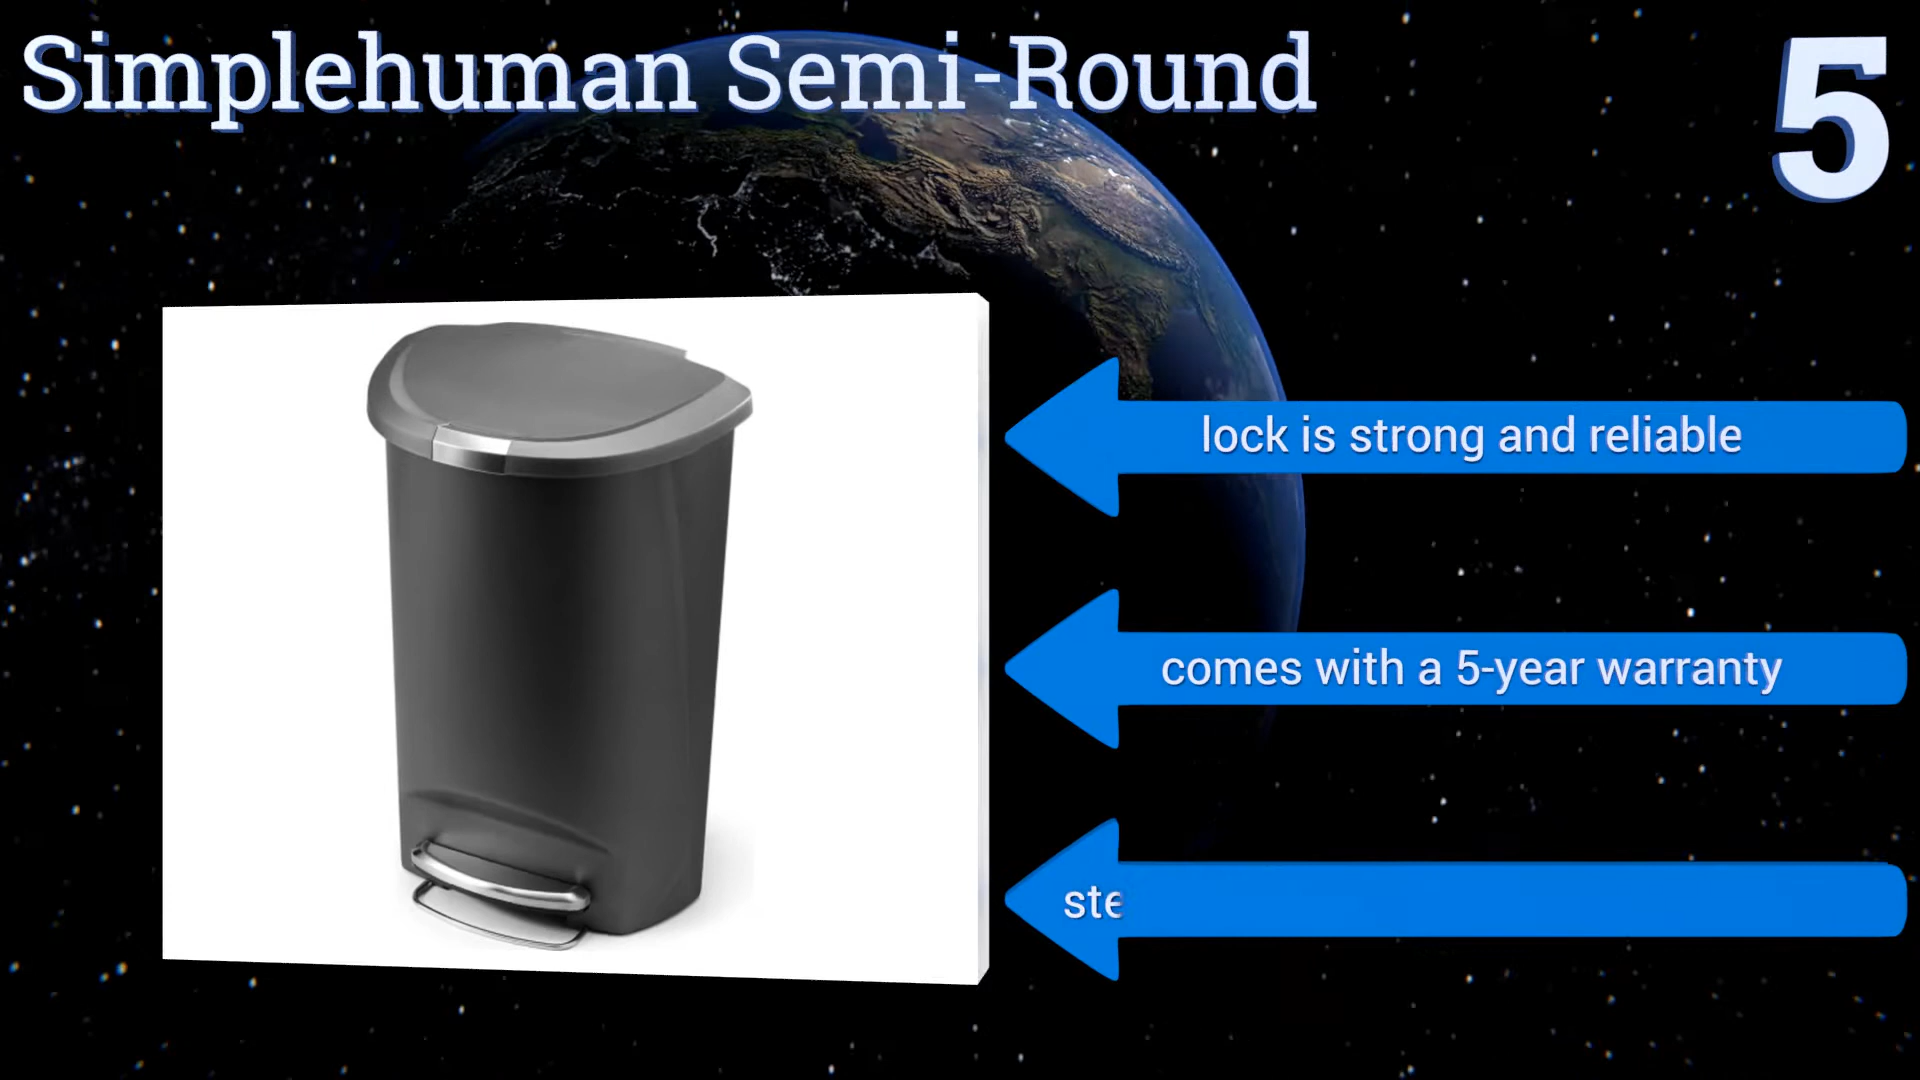 Simplehuman Semi-Round
5
lock is strong and reliable
comes with a 5-year warranty
ste